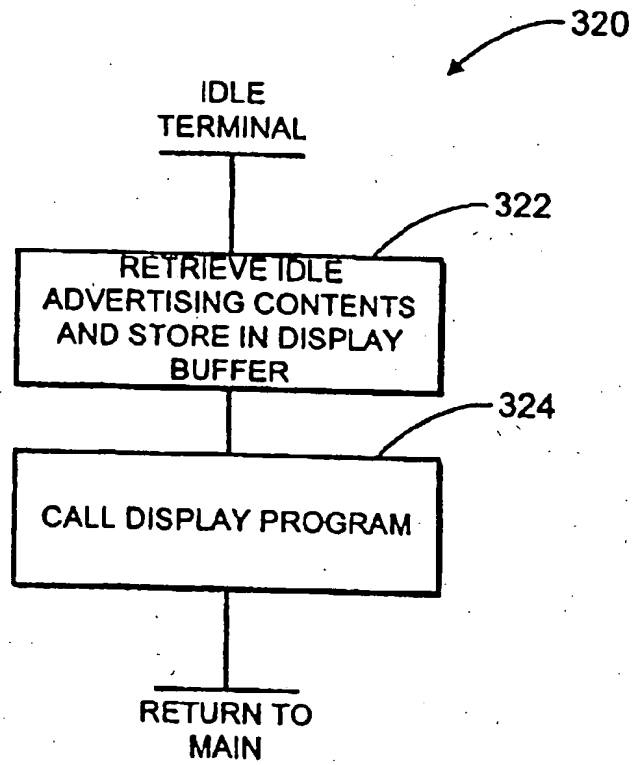 320
IDLE
TERMINAL
322
RETRIEVE IDLE
ADVERTISING CONTENTS
AND STORE IN DISPLAY
BUFFER
324
CALL DISPLAY PROGRAM
RETURN TO
MAIN